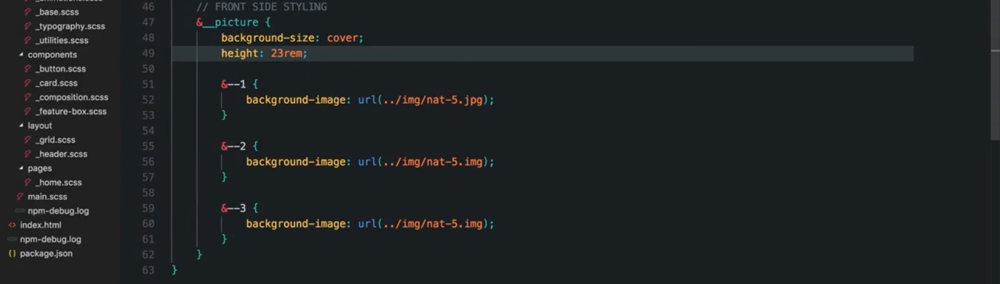 _animations.scss
_base.scss
_typography.scss
_utilities.scss
components
_button.scss
_card.scss
_composition.scss
_feature-box.scss
layout
_grid.scss
_header.scss
pages
_home.scss
main.scss
npm-debug.log
index.html
npm-debug.log
package.json
46 // FRONT SIDE STYLING
47 &__picture {
48 background-size: cover;
49 height: 23rem;
50
51 &--1 {
52 background-image: url(../img/nat-5.jpg);
53 }
54
55 &--2 {
56 background-image: url(../img/nat-5.img);
57 }
58
59 &--3 {
60 background-image: url(../img/nat-5.img);
61 }
62 }
63 }